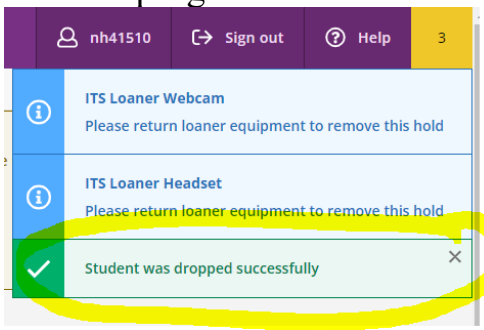 nh41510 Sign out Help 3
ITS Loaner Webcam
Please return loaner equipment to remove this hold
ITS Loaner Headset
Please return loaner equipment to remove this hold
Student was dropped successfully